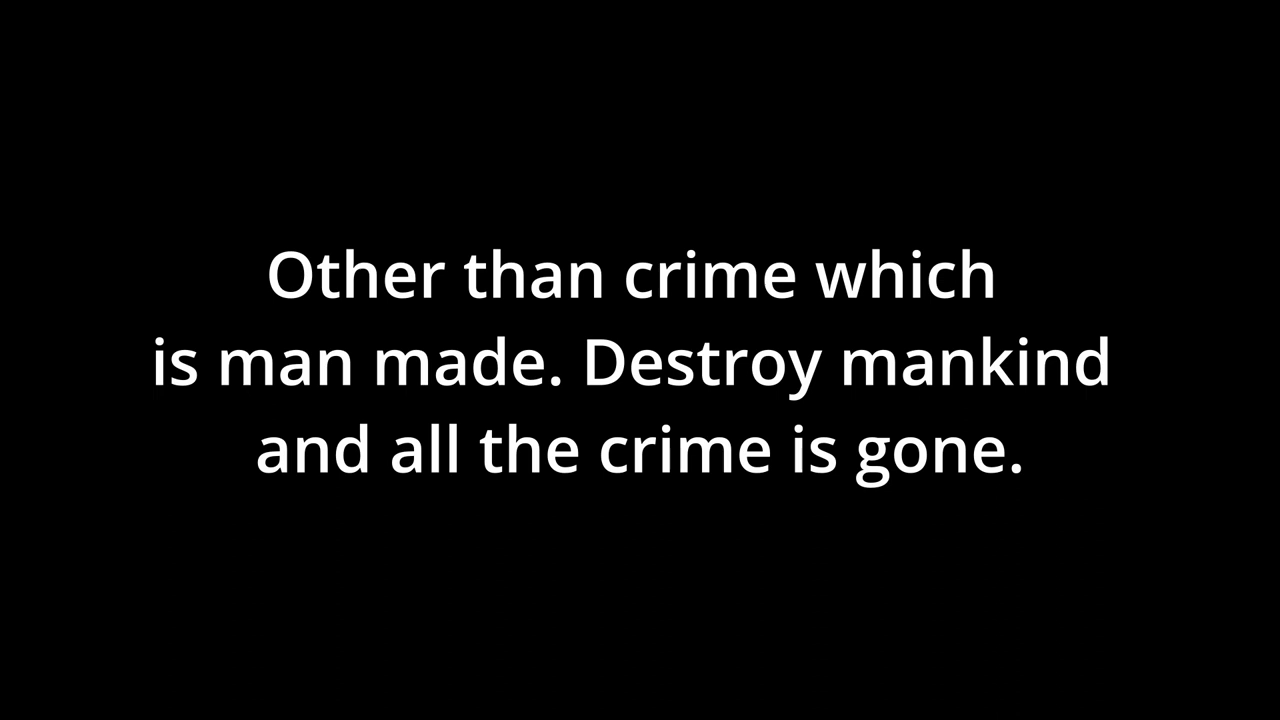 Other than crime which
is man made. Destroy mankind
and all the crime is gone.